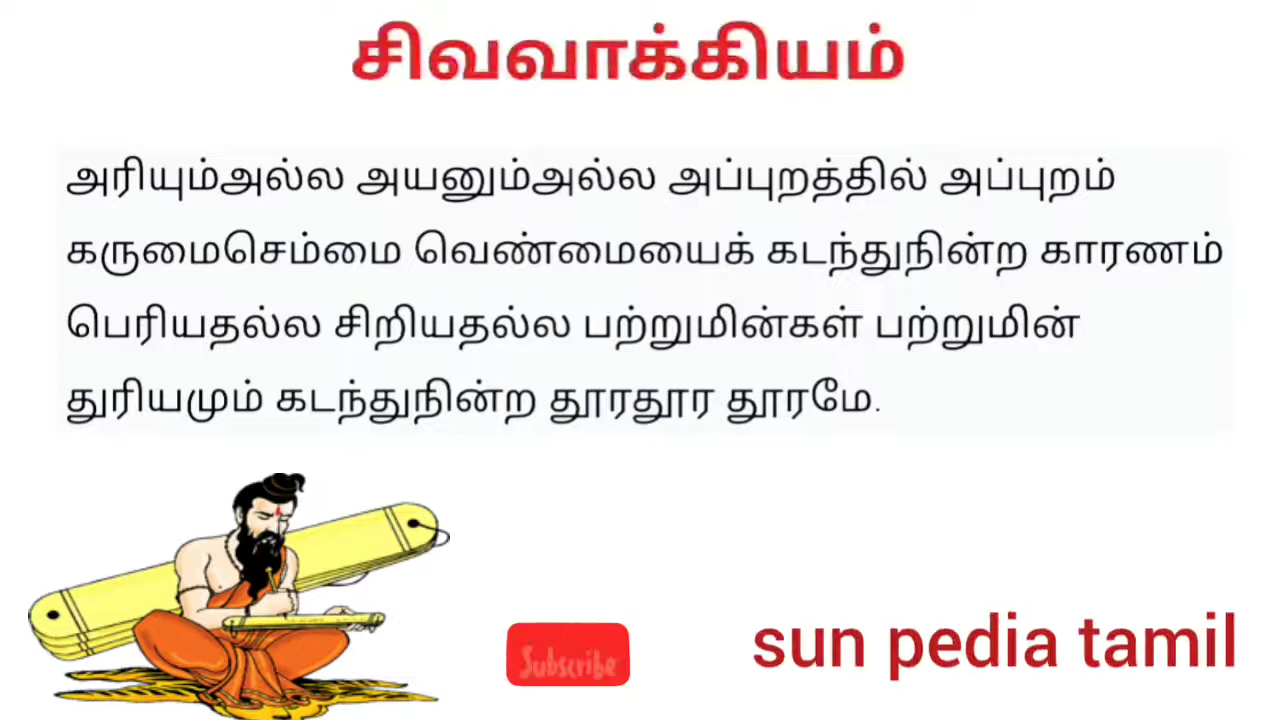 சிவவாக்கியம்
அரியும்அல்ல அயனும்அல்ல அப்புறத்தில் அப்புறம்
கருமைசெம்மை வெண்மையைக் கடந்துநின்ற காரணம்
பெரியதல்ல சிறியதல்ல பற்றுமின்கள் பற்றுமின்
துரியமும் கடந்துநின்ற தூரதூர தூரமே.
Subscribe
sun pedia tamil